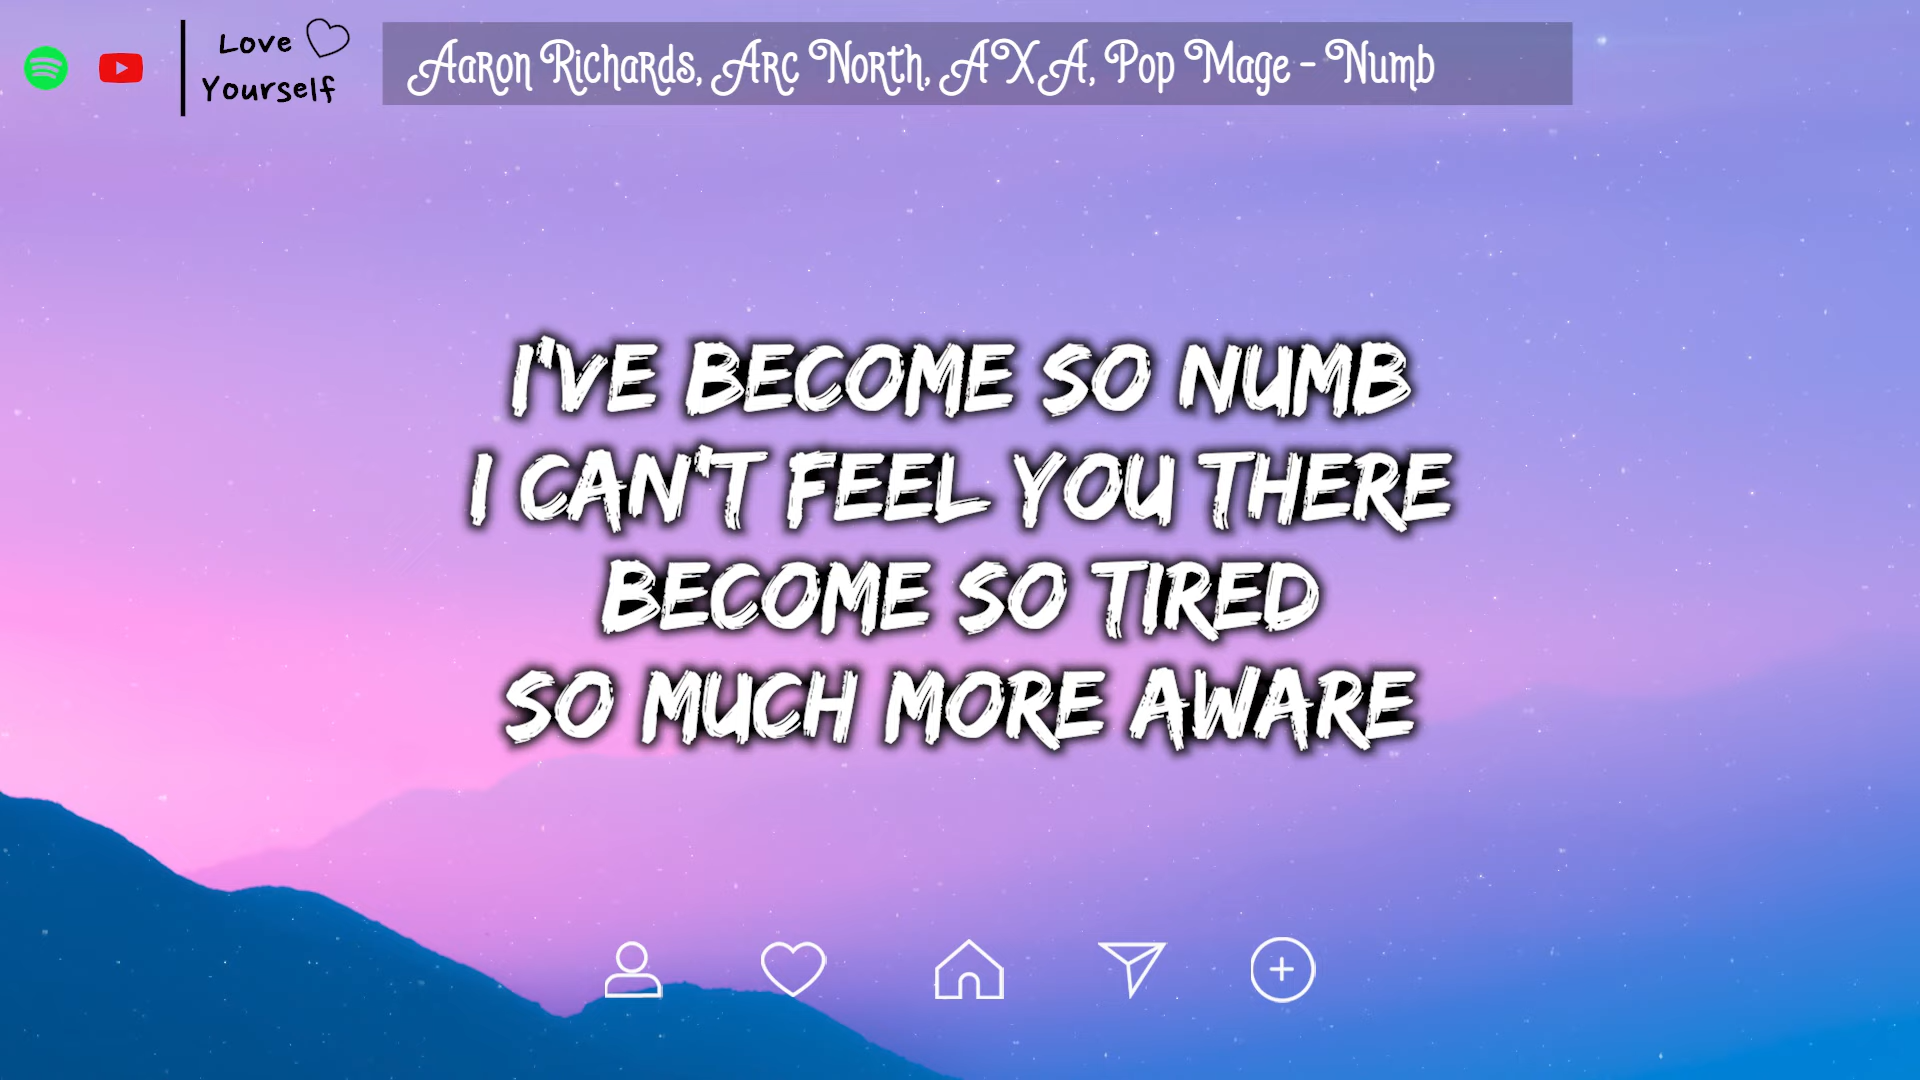 Love
Yourself
Aaron Richards, Arc North, AXA, Pop Mage - Numb
I'VE BECOME SO NUMB
I CAN'T FEEL YOU THERE
BECOME SO TIRED
SO MUCH MORE AWARE